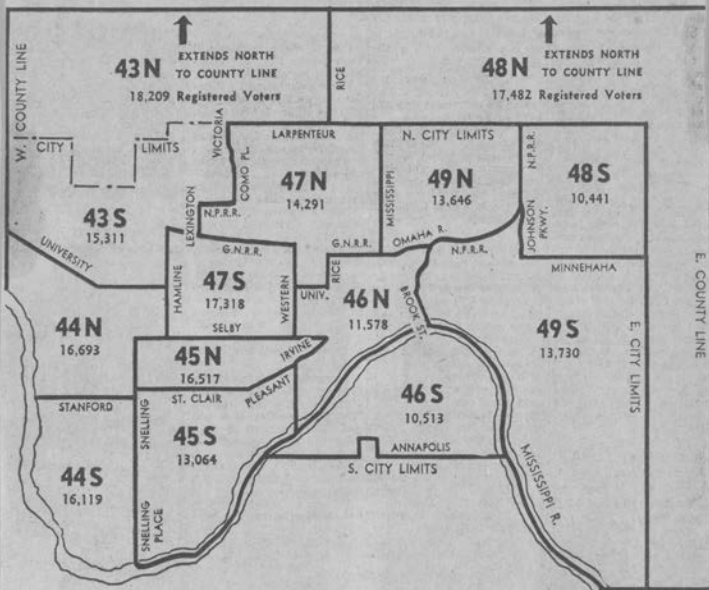 43N
EXTENDS NORTH
TO COUNTY LINE
18,209 Registered Voters
48N
EXTENDS NORTH
TO COUNTY LINE
17,482 Registered Voters
W. COUNTY LINE
RICE
CITY LIMITS
VICTORIA
LARPENTEUR
N. CITY LIMITS
COMO PL.
47N
14,291
MISSISSIPPI
49N
13,646
N.P.R.R.
48S
10,441
43S
15,311
LEXINGTON
N.P.R.R.
G.N.R.R.
G.N.R.R.
OMAHA R.
N.P.R.R.
JOHNSON
PKWY.
UNIVERSITY
MINNEHAHA
HAMLINE
47S
17,318
WESTERN
UNIV.
RICE
46N
11,578
BROOK ST.
E. COUNTY LINE
44N
16,693
SELBY
45N
16,517
IRVINE
49S
13,730
E. CITY LIMITS
STANFORD
ST. CLAIR
PLEASANT
46S
10,513
SNELLING
45S
13,064
ANNAPOLIS
S. CITY LIMITS
MISSISSIPPI R.
44S
16,119
SNELLING
PLACE